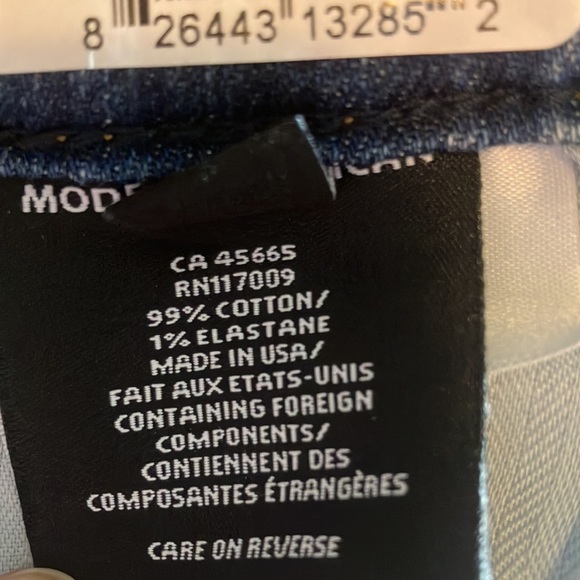 8 26443 13285 2
CA 45665
RN117009
99% COTTON/
1% ELASTANE
MADE IN USA/
FAIT AUX ETATS-UNIS
CONTAINING FOREIGN
COMPONENTS/
CONTIENNENT DES
COMPOSANTES ÉTRANGÈRES
CARE ON REVERSE